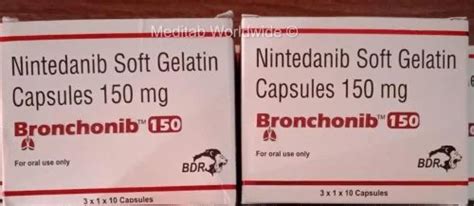 Meditab Worldwide ©
Nintedanib Soft Gelatin
Capsules 150 mg
Bronchonib™ 150
For oral use only
BDR
3 x 1 x 10 Capsules
Nintedanib Soft Gelatin
Capsules 150 mg
Bronchonib™ 150
For oral use only
BDR
3 x 1 x 10 Capsules